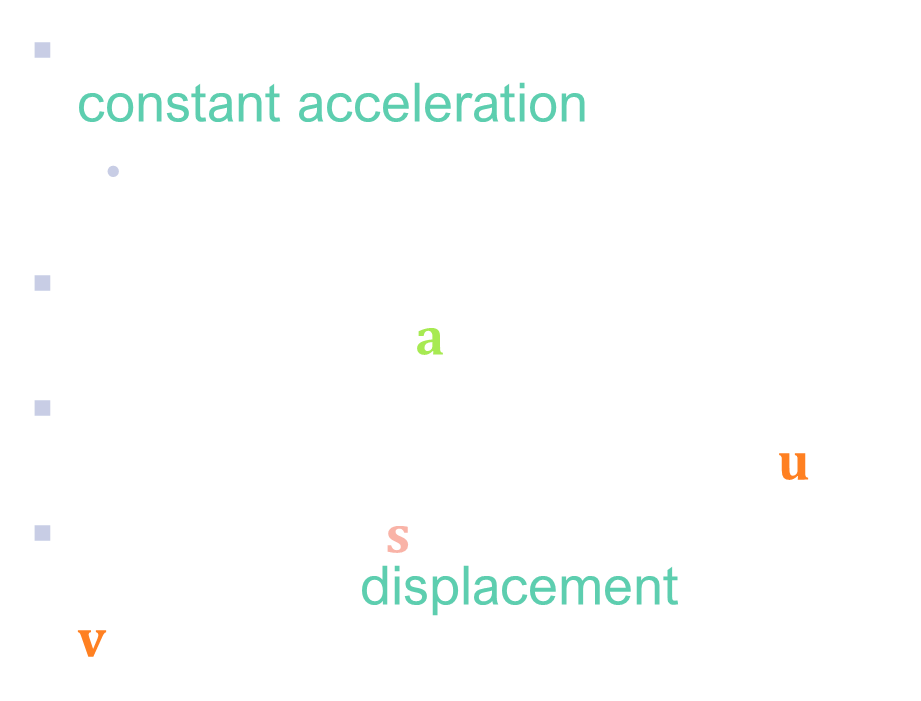 constant acceleration
a
u
s
displacement
v